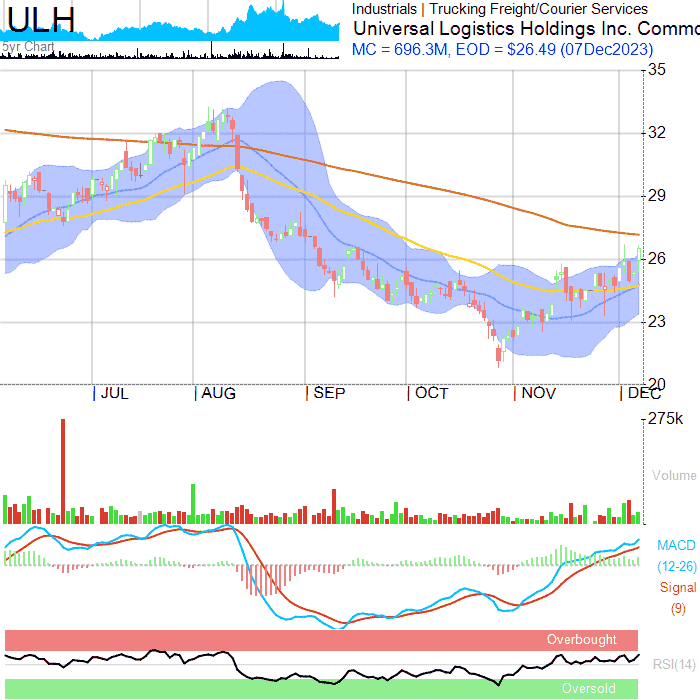 ULH
5yr Chart
Industrials | Trucking Freight/Courier Services
Universal Logistics Holdings Inc. Commo
MC = 696.3M, EOD = $26.49 (07Dec2023)
35
32
29
26
23
20
JUL AUG SEP OCT NOV DEC
275k
Volume
MACD
(12-26)
Signal
(9)
Overbought
RSI(14)
Oversold